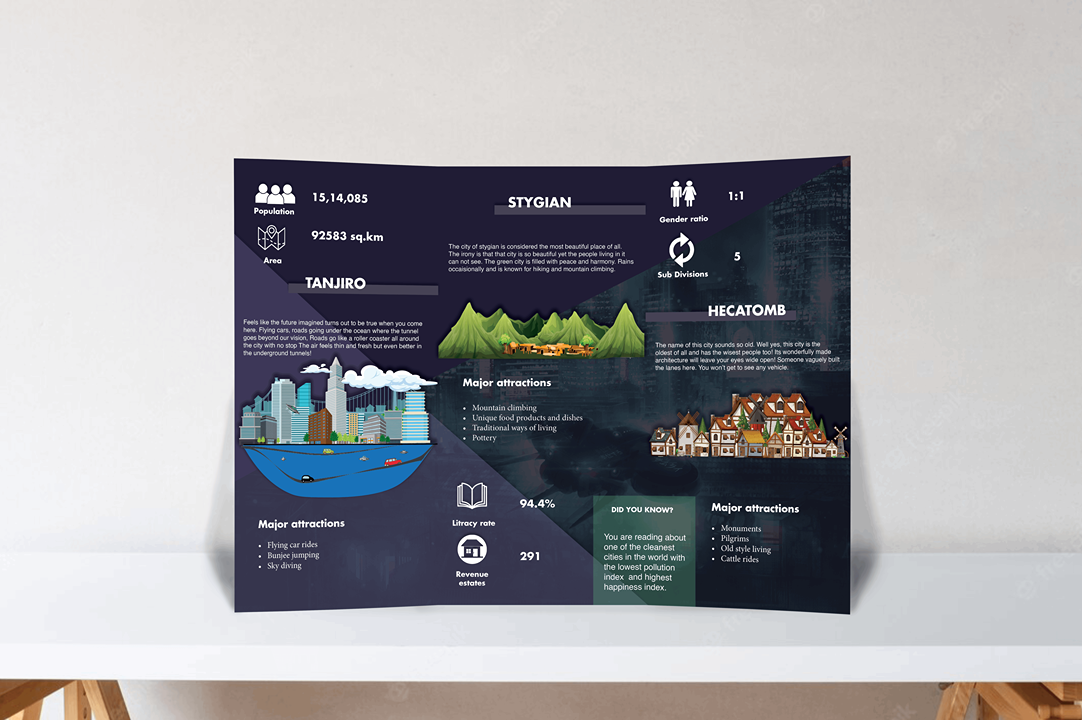 15,14,085
Population
92583 sq.km
Area
TANJIRO
Feels like the future imagined turns out to be true when you come
here. Flying cars, roads going under the ocean where the tunnel
goes beyond our vision. Roads go like a roller coaster all around
the city with no stop The air feels thin and fresh but even better in
the underground tunnels!
Major attractions
• Flying car rides
• Bunjee jumping
• Sky diving
STYGIAN
The city of stygian is considered the most beautiful place of all.
The irony is that that city is so beautiful yet the people living in it
can not see. The green city is filled with peace and harmony. Rains
occaisionally and is known for hiking and mountain climbing.
Major attractions
• Mountain climbing
• Unique food products and dishes
• Traditional ways of living
• Pottery
94.4%
Litracy rate
291
Revenue
estates
DID YOU KNOW?
You are reading about
one of the cleanest
cities in the world with
the lowest pollution
index and highest
happiness index.
1:1
Gender ratio
5
Sub Divisions
HECATOMB
The name of this city sounds so old. Well yes, this city is the
oldest of all and has the wisest people too! Its wonderfully made
architecture will leave your eyes wide open! Someone vaguely built
the lanes here. You won't get to see any vehicle.
Major attractions
• Monuments
• Pilgrims
• Old style living
• Cattle rides